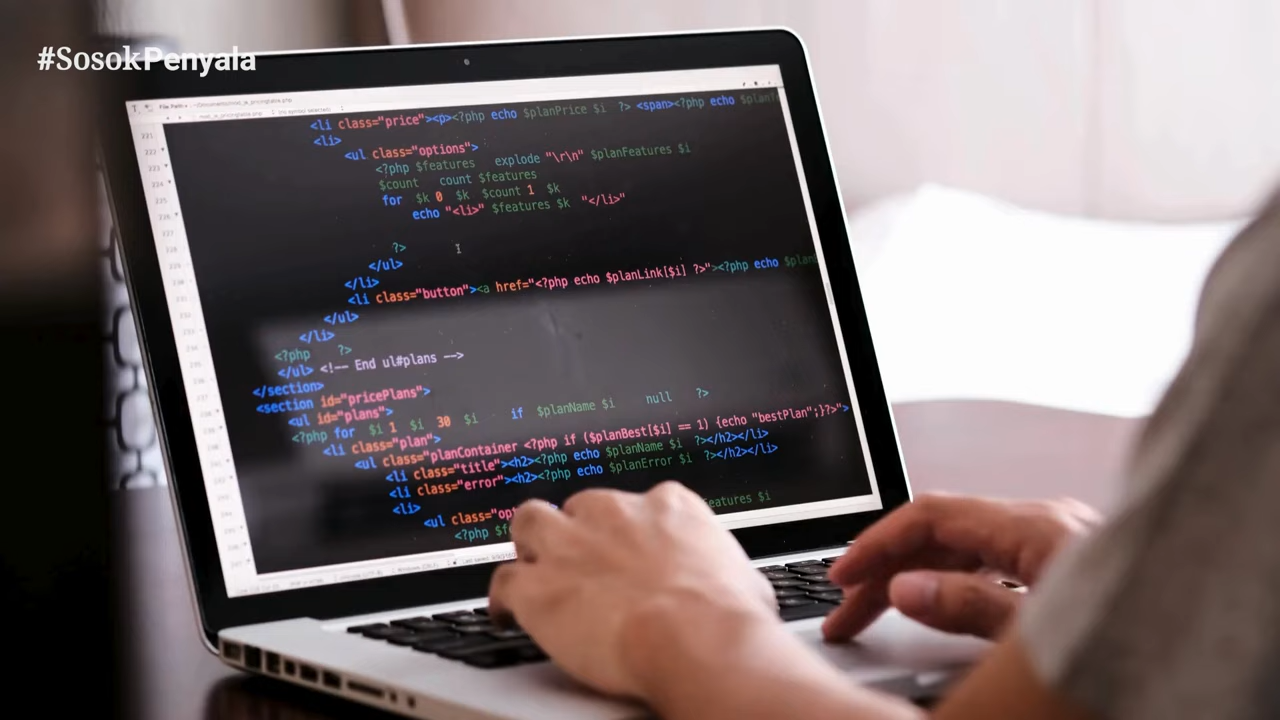 #SosokPenyala
<li class="price"><p><?php echo $planPrice $i ?> <span><?php echo
<li>
<ul class="options">
<?php $features explode "\r\n" $planFeatures $i
$count count $features
for $k 0 $k $count 1 $k
echo "<li>" $features $k "</li>"
?>
</ul>
</li>
<li class="button"><a href="<?php echo $planLink[$i] ?>"><?php echo
</ul>
</li>
<?php ?>
</ul> <!-- End ul#plans -->
</section>
<section id="pricePlans">
<ul id="plans">
<?php for $i 1 $i 30 $i if $planName $i null ?>
<li class="plan">
<ul class="planContainer <?php if ($planBest[$i] == 1) {echo "bestPlan";}?>">
<li class="title"><h2><?php echo $planName $i ?></h2></li>
<li class="error"><h2><?php echo $planError $i ?></h2></li>
<li>
<ul class="opt
<?php $f eatures $i